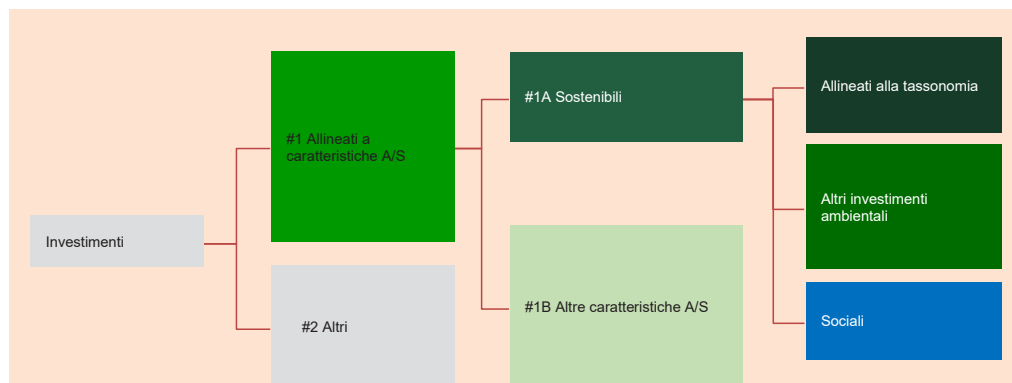 Investimenti
#1 Allineati a
caratteristiche A/S
#2 Altri
#1A Sostenibili
#1B Altre caratteristiche A/S
Allineati alla tassonomia
Altri investimenti
ambientali
Sociali